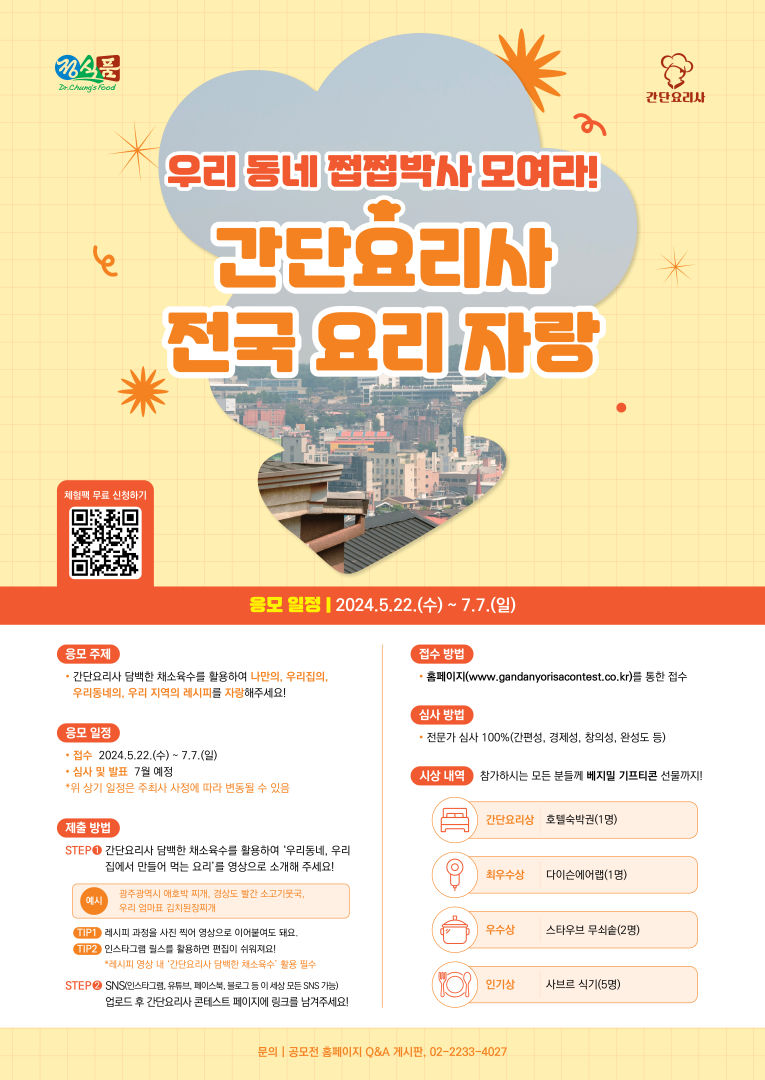 정식품
Dr.Chung's Food
간단요리사
우리 동네 쩝쩝박사 모여라!
간단요리사
전국 요리 자랑
체험팩 무료 신청하기
응모 일정 | 2024.5.22.(수) ~ 7.7.(일)
응모 주제
• 간단요리사 담백한 채소육수를 활용하여 나만의, 우리집의,
우리동네의, 우리 지역의 레시피를 자랑해주세요!
응모 일정
• 접수 2024.5.22.(수) ~ 7.7.(일)
• 심사 및 발표 7월 예정
*위 상기 일정은 주최사 사정에 따라 변동될 수 있음
제출 방법
STEP❶ 간단요리사 담백한 채소육수를 활용하여 '우리동네, 우리
집에서 만들어 먹는 요리'를 영상으로 소개해 주세요!
예시
광주광역시 애호박 찌개, 경상도 빨간 소고기뭇국,
우리 엄마표 김치된장찌개
TIP1 레시피 과정을 사진 찍어 영상으로 이어붙여도 돼요.
TIP2 인스타그램 릴스를 활용하면 편집이 쉬워져요!
*레시피 영상 내 '간단요리사 담백한 채소육수' 활용 필수
STEP❷ SNS(인스타그램, 유튜브, 페이스북, 블로그 등 이 세상 모든 SNS 가능)
업로드 후 간단요리사 콘테스트 페이지에 링크를 남겨주세요!
접수 방법
• 홈페이지(www.gandanyorisacontest.co.kr)를 통한 접수
심사 방법
• 전문가 심사 100%(간편성, 경제성, 창의성, 완성도 등)
시상 내역 참가하시는 모든 분들께 베지밀 기프티콘 선물까지!
간단요리상 호텔숙박권(1명)
최우수상 다이슨에어랩(1명)
우수상 스타우브 무쇠솥(2명)
인기상 사브르 식기(5명)
문의 | 공모전 홈페이지 Q&A 게시판, 02-2233-4027